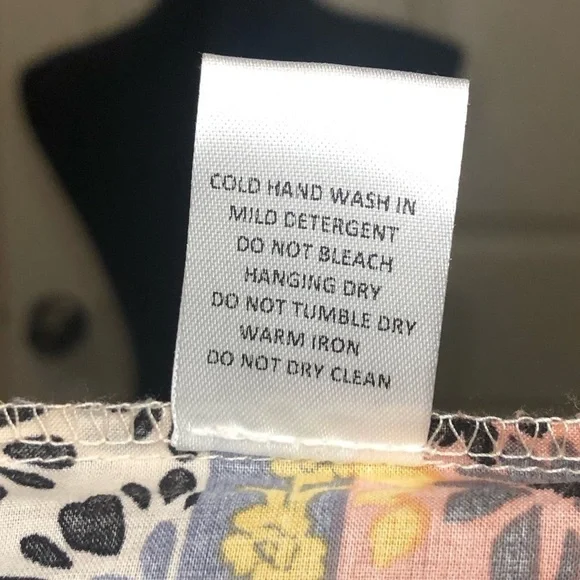 COLD HAND WASH IN
MILD DETERGENT
DO NOT BLEACH
HANGING DRY
DO NOT TUMBLE DRY
WARM IRON
DO NOT DRY CLEAN